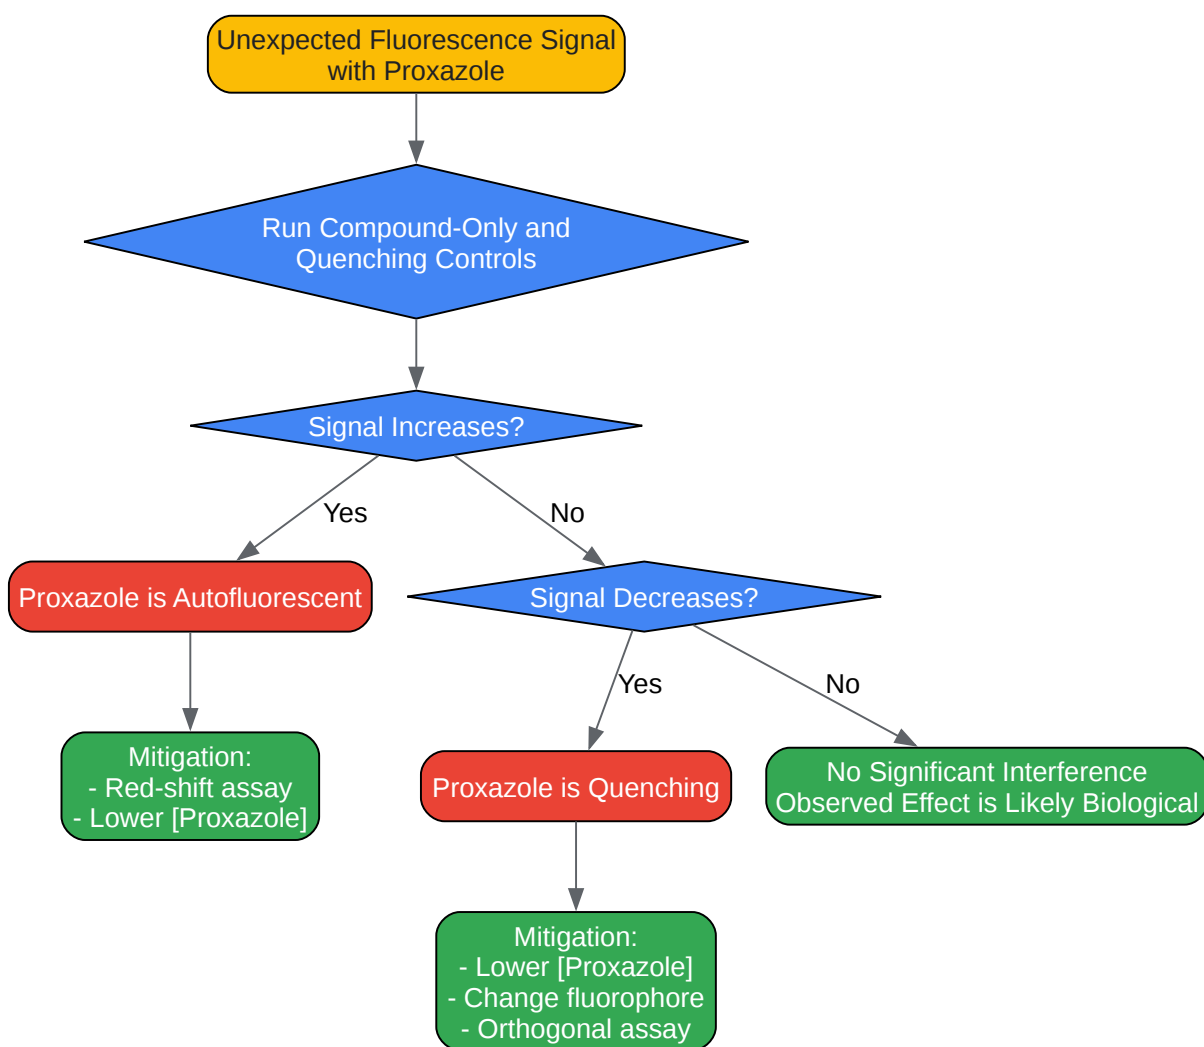 Unexpected Fluorescence Signal
with Proxazole
Run Compound-Only and
Quenching Controls
Signal Increases?
Yes
No
Proxazole is Autofluorescent
Signal Decreases?
Yes
No
Mitigation:
- Red-shift assay
- Lower [Proxazole]
Proxazole is Quenching
No Significant Interference
Observed Effect is Likely Biological
Mitigation:
- Lower [Proxazole]
- Change fluorophore
- Orthogonal assay